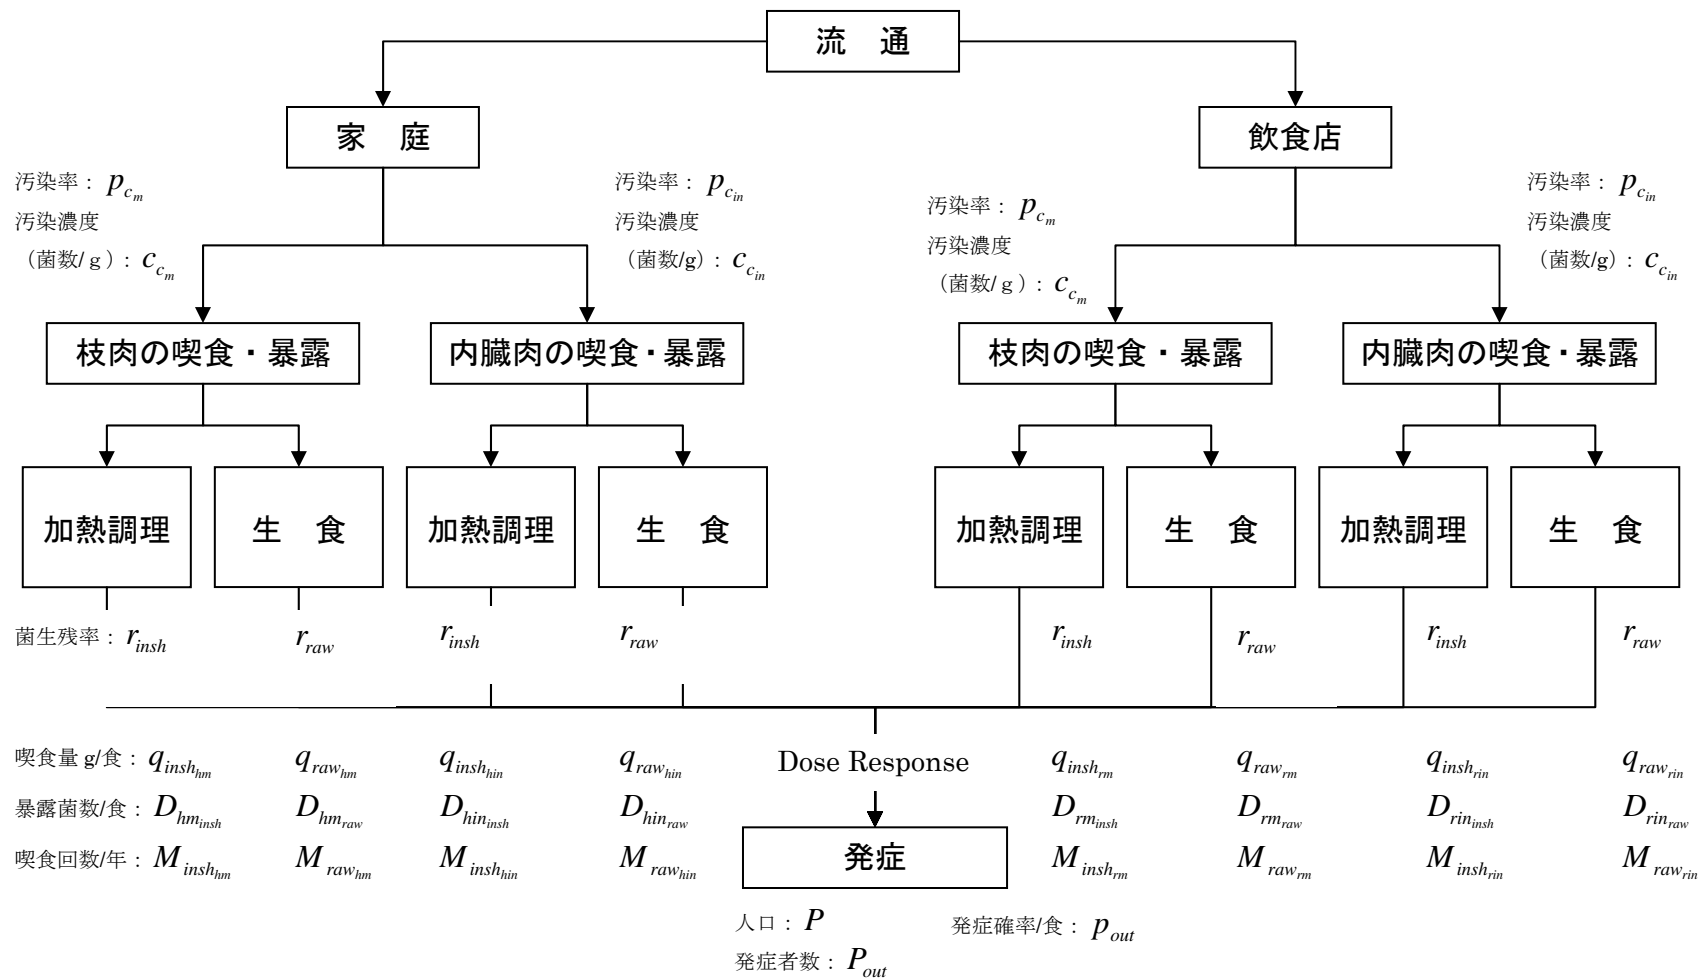 流　通
家　庭
飲食店
汚染率： p_{c_m}
汚染濃度
（菌数/ｇ）： c_{c_m}
汚染率： p_{c_{in}}
汚染濃度
（菌数/g）： c_{c_{in}}
汚染率： p_{c_m}
汚染濃度
（菌数/ｇ）： c_{c_m}
汚染率： p_{c_{in}}
汚染濃度
（菌数/g）： c_{c_{in}}
枝肉の喫食・暴露
内臓肉の喫食・暴露
枝肉の喫食・暴露
内臓肉の喫食・暴露
加熱調理
生　食
加熱調理
生　食
加熱調理
生　食
加熱調理
生　食
菌生残率： r_{insh} r_{raw} r_{insh} r_{raw} r_{insh} r_{raw} r_{insh} r_{raw}
喫食量 g/食： q_{insh_{hm}} q_{raw_{hm}} q_{insh_{hin}} q_{raw_{hin}} Dose Response q_{insh_{rm}} q_{raw_{rm}} q_{insh_{rin}} q_{raw_{rin}}
暴露菌数/食： D_{hm_{insh}} D_{hm_{raw}} D_{hin_{insh}} D_{hin_{raw}} D_{rm_{insh}} D_{rm_{raw}} D_{rin_{insh}} D_{rin_{raw}}
喫食回数/年： M_{insh_{hm}} M_{raw_{hm}} M_{insh_{hin}} M_{raw_{hin}} 発症 M_{insh_{rm}} M_{raw_{rm}} M_{insh_{rin}} M_{raw_{rin}}
人口： P 発症確率/食： p_{out}
発症者数： P_{out}